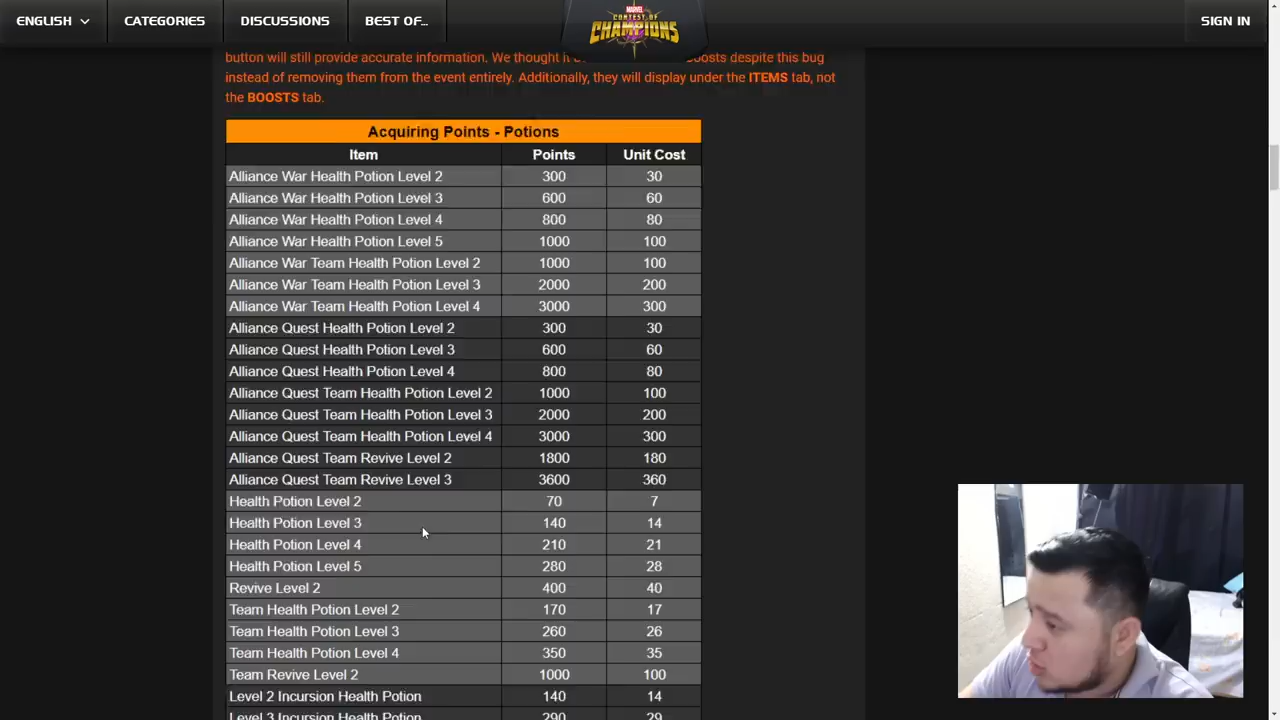 ENGLISH CATEGORIES DISCUSSIONS BEST OF... MARVEL CONTEST OF CHAMPIONS SIGN IN
button will still provide accurate information. We thought it osts despite this bug
instead of removing them from the event entirely. Additionally, they will display under the ITEMS tab, not
the BOOSTS tab.
Acquiring Points - Potions
Item Points Unit Cost
Alliance War Health Potion Level 2 300 30
Alliance War Health Potion Level 3 600 60
Alliance War Health Potion Level 4 800 80
Alliance War Health Potion Level 5 1000 100
Alliance War Team Health Potion Level 2 1000 100
Alliance War Team Health Potion Level 3 2000 200
Alliance War Team Health Potion Level 4 3000 300
Alliance Quest Health Potion Level 2 300 30
Alliance Quest Health Potion Level 3 600 60
Alliance Quest Health Potion Level 4 800 80
Alliance Quest Team Health Potion Level 2 1000 100
Alliance Quest Team Health Potion Level 3 2000 200
Alliance Quest Team Health Potion Level 4 3000 300
Alliance Quest Team Revive Level 2 1800 180
Alliance Quest Team Revive Level 3 3600 360
Health Potion Level 2 70 7
Health Potion Level 3 140 14
Health Potion Level 4 210 21
Health Potion Level 5 280 28
Revive Level 2 400 40
Team Health Potion Level 2 170 17
Team Health Potion Level 3 260 26
Team Health Potion Level 4 350 35
Team Revive Level 2 1000 100
Level 2 Incursion Health Potion 140 14
Level 3 Incursion Health Potion 290 29